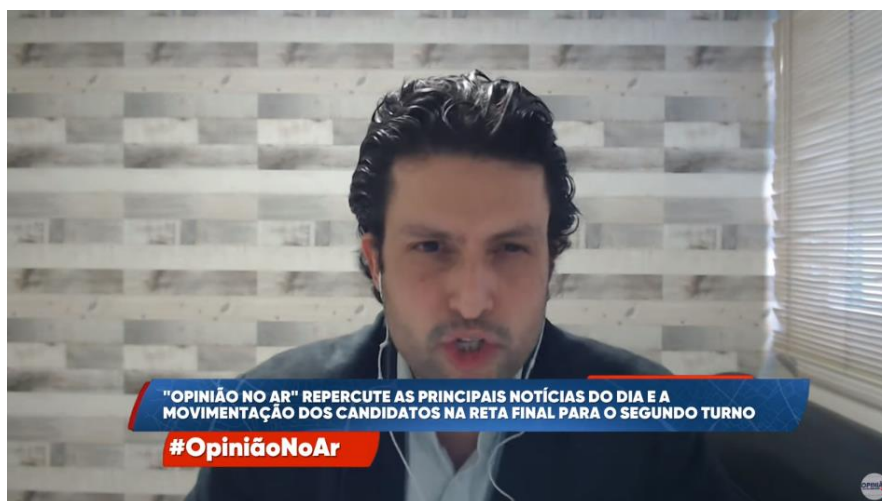 "OPINIÃO NO AR" REPERCUTE AS PRINCIPAIS NOTÍCIAS DO DIA E A
MOVIMENTAÇÃO DOS CANDIDATOS NA RETA FINAL PARA O SEGUNDO TURNO
#OpiniãoNoAr